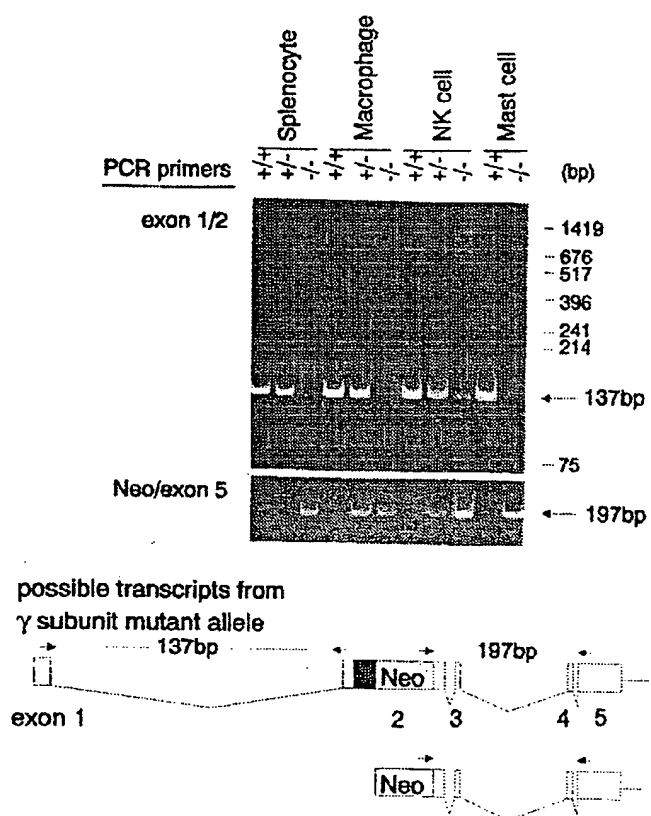 Splenocyte Macrophage NK cell Mast cell
PCR primers +/+ +/- -/- +/+ +/- -/- +/+ +/- -/- +/+ -/- (bp)
exon 1/2
1419
676
517
396
241
214
137bp
75
Neo/exon 5
197bp
possible transcripts from
γ subunit mutant allele
137bp 197bp
Neo
exon 1 2 3 4 5
Neo